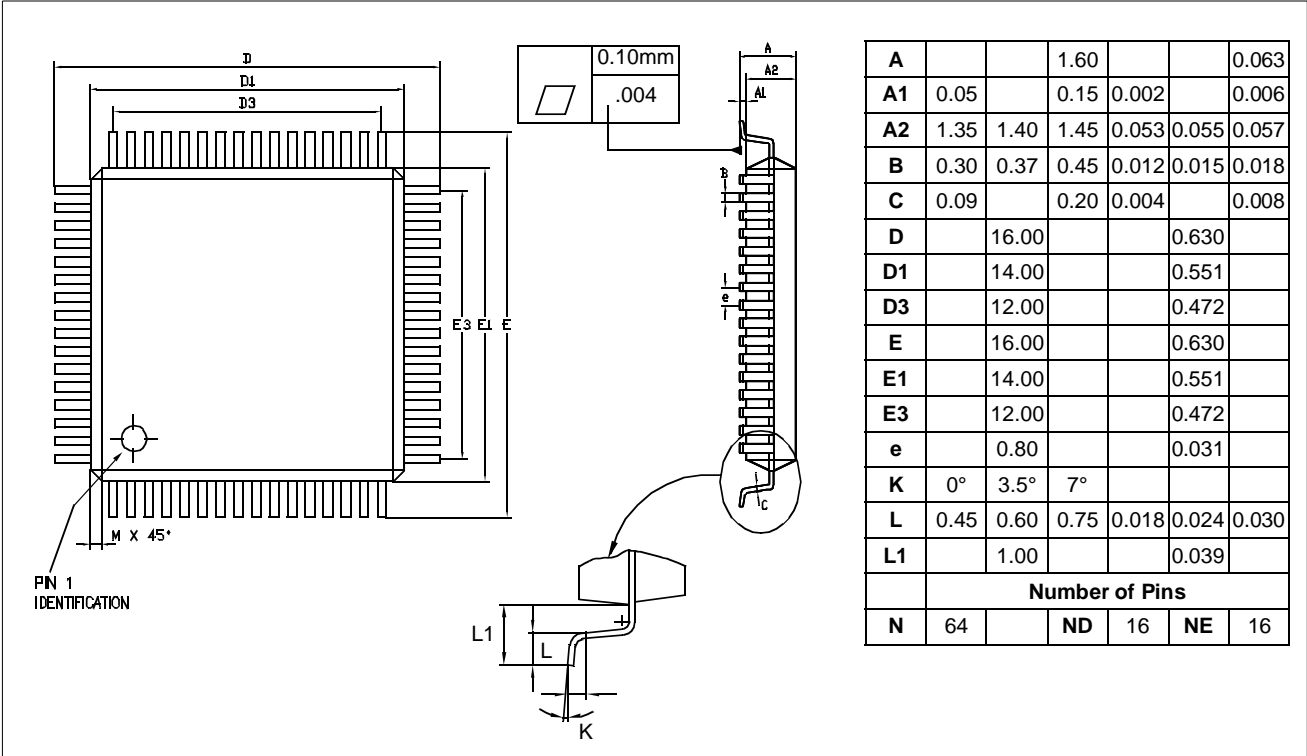 D
D1
D3
E3 E1 E
M X 45°
PIN 1
IDENTIFICATION
0.10mm
.004
A
A2
A1
B
e
C
L1
L
K
A 1.60 0.063
A1 0.05 0.15 0.002 0.006
A2 1.35 1.40 1.45 0.053 0.055 0.057
B 0.30 0.37 0.45 0.012 0.015 0.018
C 0.09 0.20 0.004 0.008
D 16.00 0.630
D1 14.00 0.551
D3 12.00 0.472
E 16.00 0.630
E1 14.00 0.551
E3 12.00 0.472
e 0.80 0.031
K 0° 3.5° 7°
L 0.45 0.60 0.75 0.018 0.024 0.030
L1 1.00 0.039
Number of Pins
N 64 ND 16 NE 16